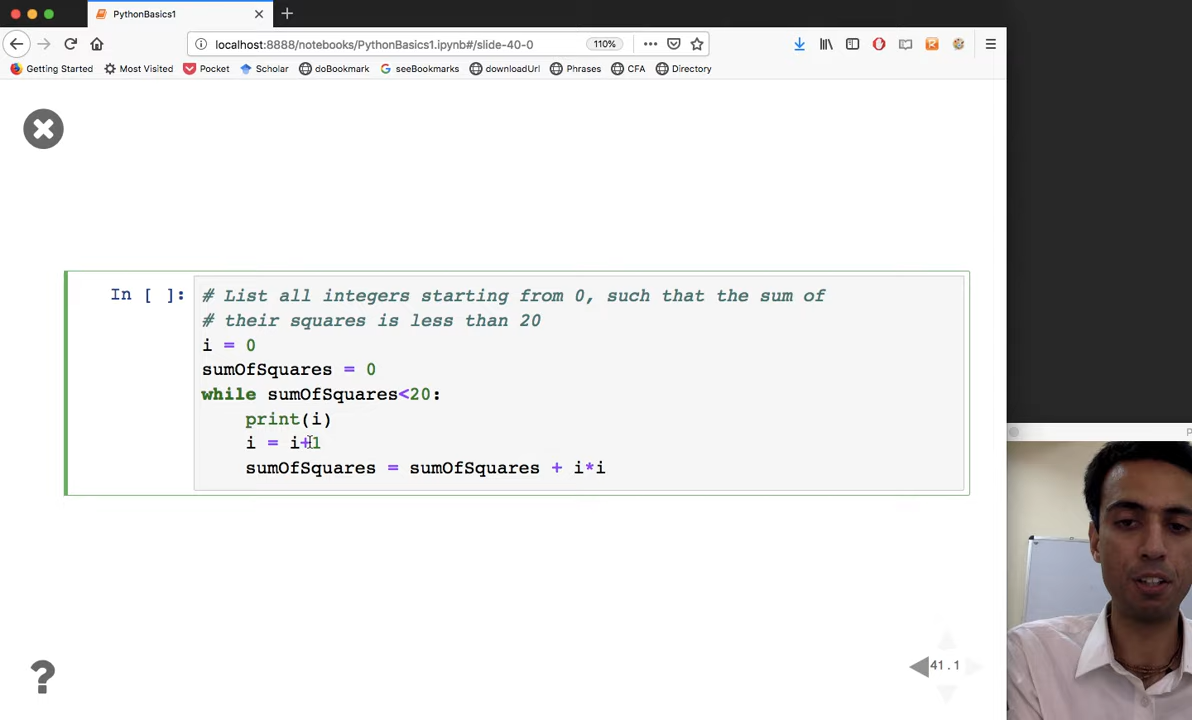 PythonBasics1
localhost:8888/notebooks/PythonBasics1.ipynb#/slide-40-0
110%
Getting Started Most Visited Pocket Scholar doBookmark seeBookmarks downloadUrl Phrases CFA Directory
In [ ]:
# List all integers starting from 0, such that the sum of
# their squares is less than 20
i = 0
sumOfSquares = 0
while sumOfSquares<20:
    print(i)
    i = i+1
    sumOfSquares = sumOfSquares + i*i
?
41.1
P